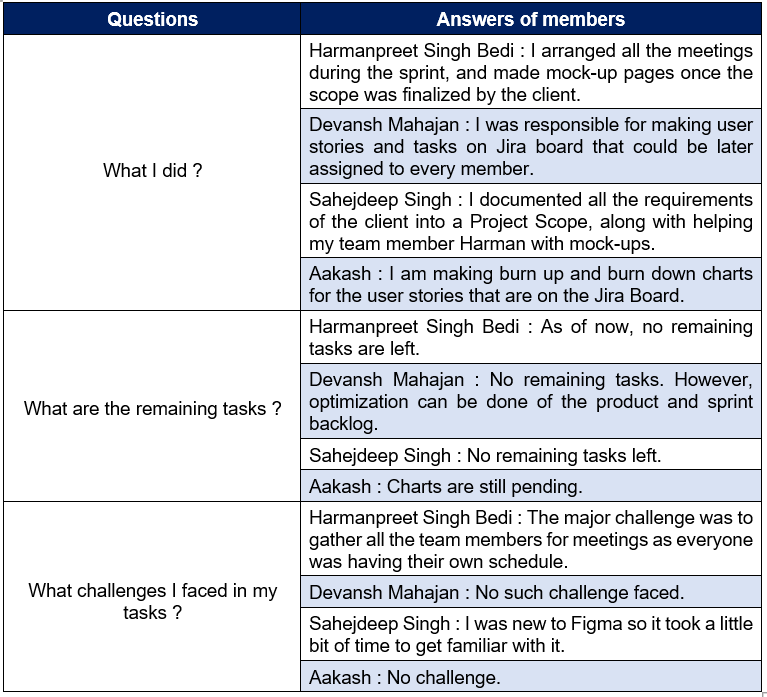 Questions
Answers of members
What I did ?
Harmanpreet Singh Bedi : I arranged all the meetings
during the sprint, and made mock-up pages once the
scope was finalized by the client.
Devansh Mahajan : I was responsible for making user
stories and tasks on Jira board that could be later
assigned to every member.
Sahejdeep Singh : I documented all the requirements
of the client into a Project Scope, along with helping
my team member Harman with mock-ups.
Aakash : I am making burn up and burn down charts
for the user stories that are on the Jira Board.
What are the remaining tasks ?
Harmanpreet Singh Bedi : As of now, no remaining
tasks are left.
Devansh Mahajan : No remaining tasks. However,
optimization can be done of the product and sprint
backlog.
Sahejdeep Singh : No remaining tasks left.
Aakash : Charts are still pending.
What challenges I faced in my
tasks ?
Harmanpreet Singh Bedi : The major challenge was to
gather all the team members for meetings as everyone
was having their own schedule.
Devansh Mahajan : No such challenge faced.
Sahejdeep Singh : I was new to Figma so it took a little
bit of time to get familiar with it.
Aakash : No challenge.